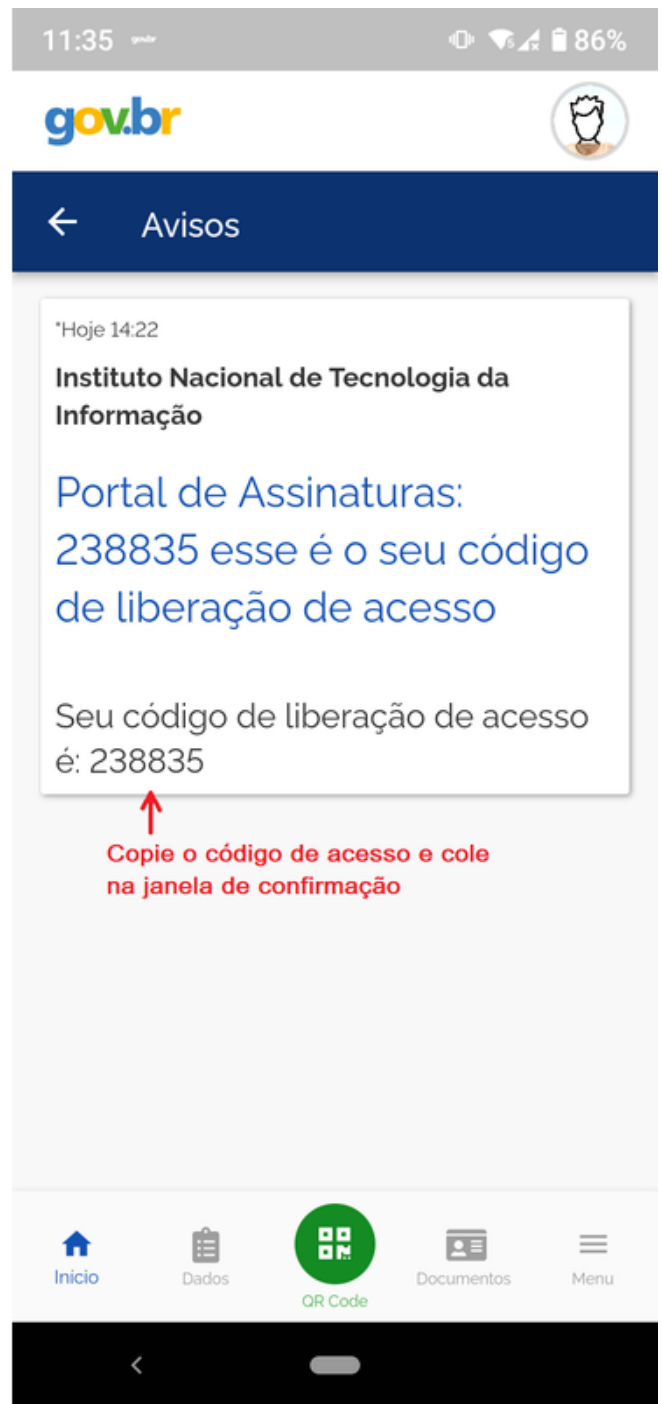 11:35
86%
gov.br
Avisos
*Hoje 14:22
Instituto Nacional de Tecnologia da
Informação
Portal de Assinaturas:
238835 esse é o seu código
de liberação de acesso
Seu código de liberação de acesso
é: 238835
Copie o código de acesso e cole
na janela de confirmação
Início
Dados
QR Code
Documentos
Menu